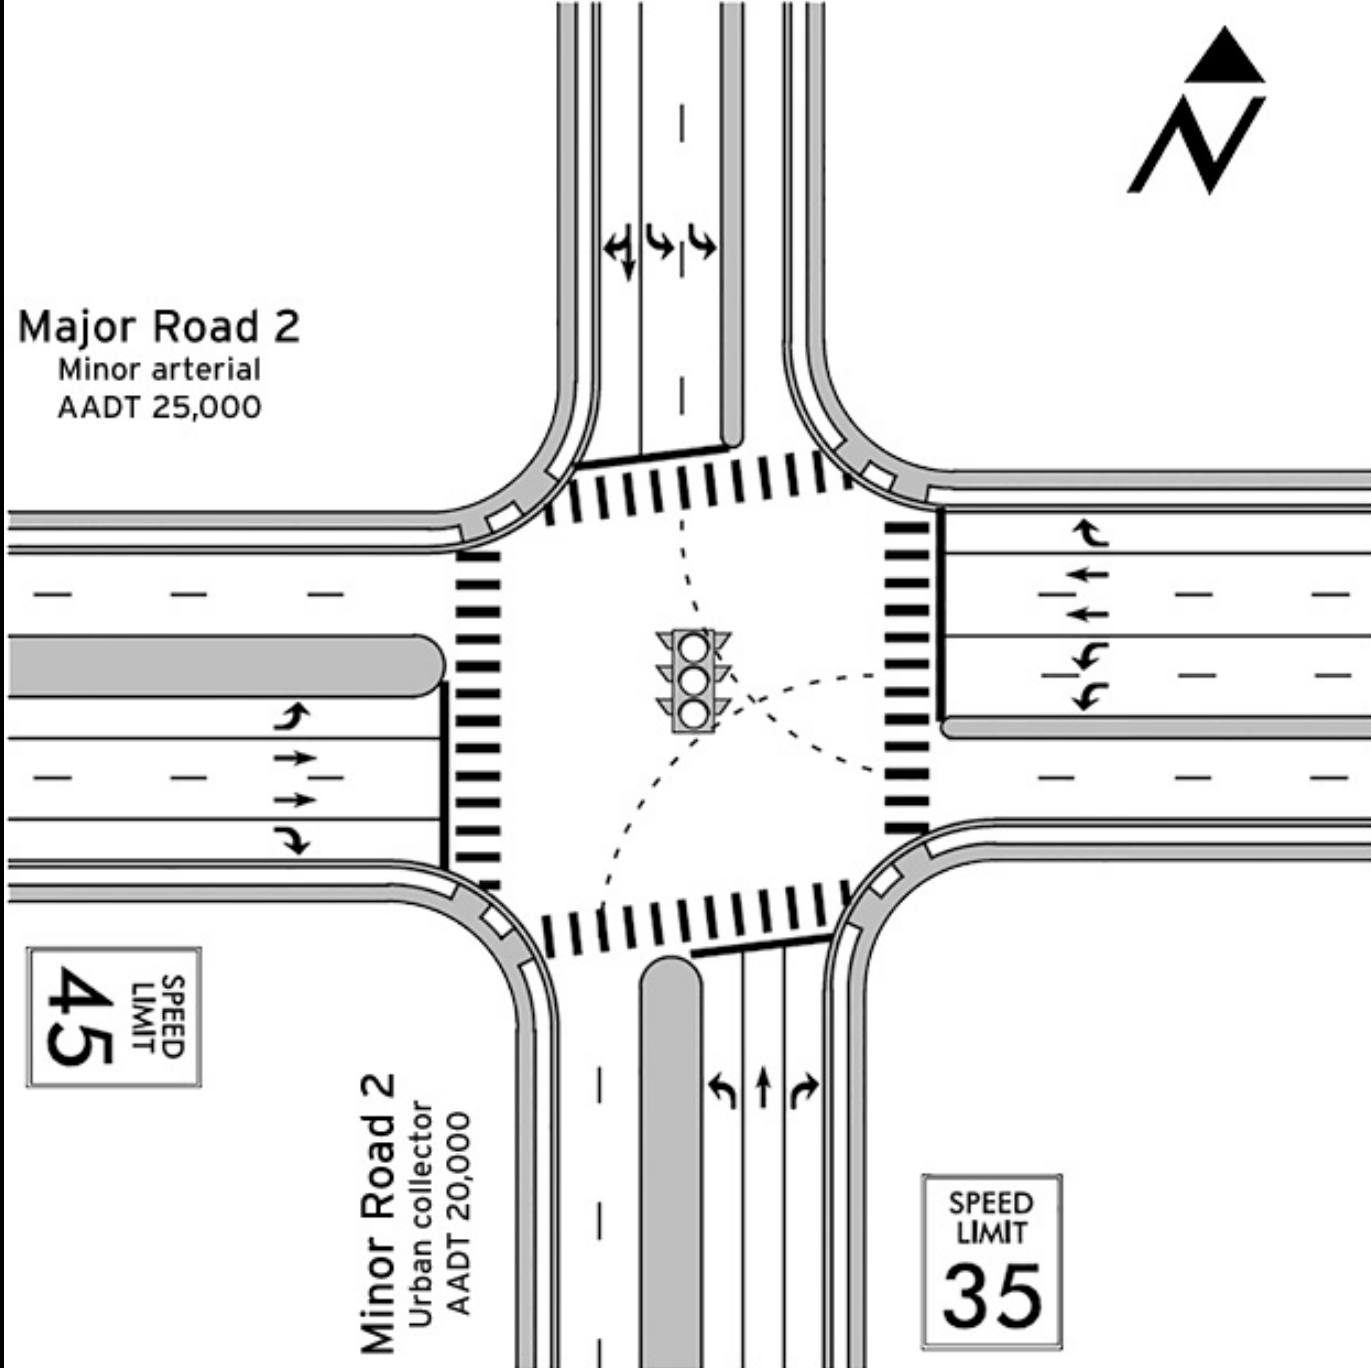 N
Major Road 2
Minor arterial
AADT 25,000
SPEED
LIMIT
45
Minor Road 2
Urban collector
AADT 20,000
SPEED
LIMIT
35